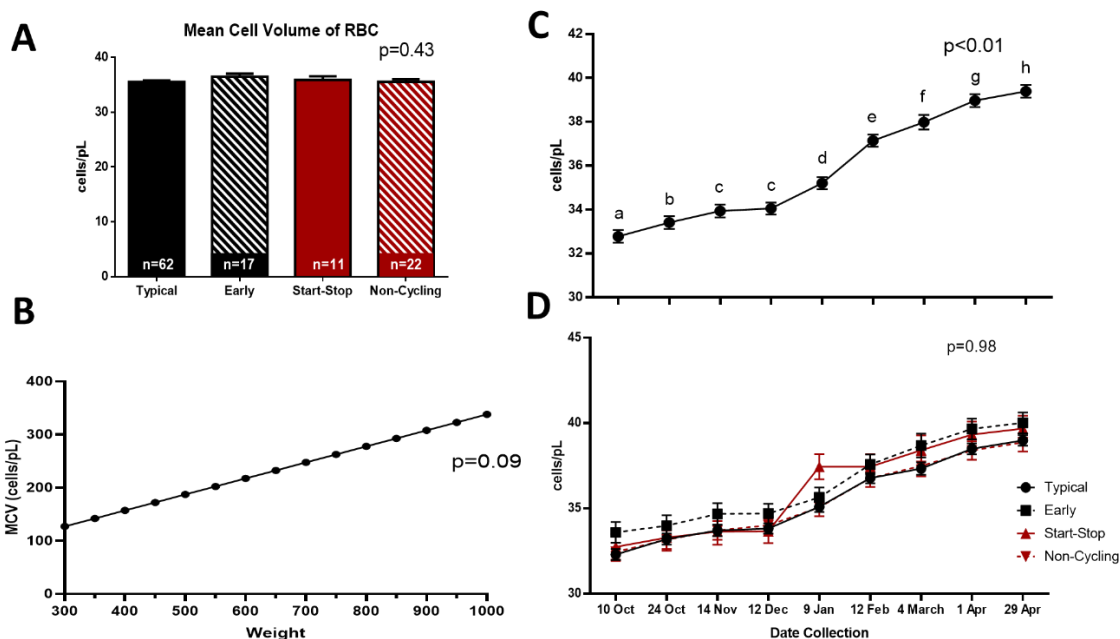 A
Mean Cell Volume of RBC
p=0.43
cells/pL
40
30
20
10
0
n=62 n=17 n=11 n=22
Typical Early Start-Stop Non-Cycling
B
MCV (cells/pL)
400
300
200
100
0
p=0.09
300 400 500 600 700 800 900 1000
Weight
C
p<0.01
cells/pL
42
40
38
36
34
32
30
a b c c d e f g h
D
p=0.98
cells/pL
45
40
35
30
Typical
Early
Start-Stop
Non-Cycling
10 Oct 24 Oct 14 Nov 12 Dec 9 Jan 12 Feb 4 March 1 Apr 29 Apr
Date Collection